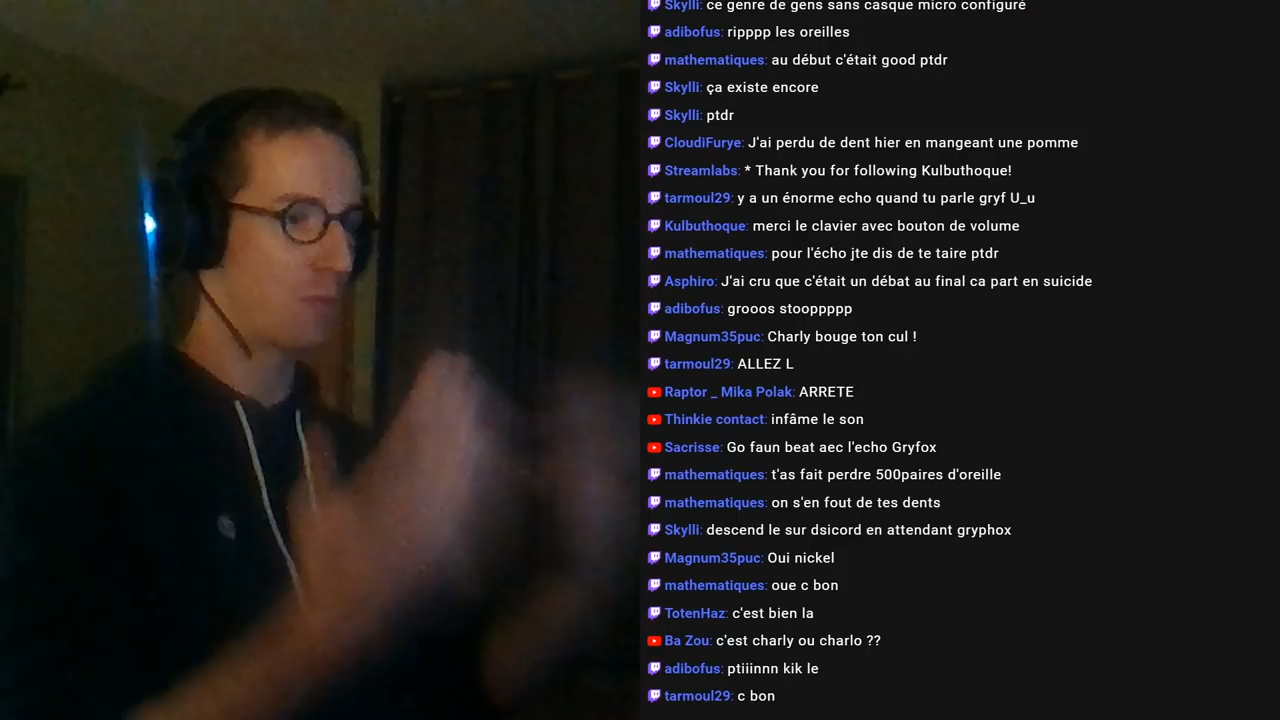 Skylli: ce genre de gens sans casque micro configuré
adibofus: ripppp les oreilles
mathematiques: au début c'était good ptdr
Skylli: ça existe encore
Skylli: ptdr
CloudiFurye: J'ai perdu de dent hier en mangeant une pomme
Streamlabs: * Thank you for following Kulbuthoque!
tarmoul29: y a un énorme echo quand tu parle gryf U_u
Kulbuthoque: merci le clavier avec bouton de volume
mathematiques: pour l'écho jte dis de te taire ptdr
Asphiro: J'ai cru que c'était un débat au final ca part en suicide
adibofus: grooos stooppppp
Magnum35puc: Charly bouge ton cul !
tarmoul29: ALLEZ L
Raptor _ Mika Polak: ARRETE
Thinkie contact: infâme le son
Sacrisse: Go faun beat aec l'echo Gryfox
mathematiques: t'as fait perdre 500paires d'oreille
mathematiques: on s'en fout de tes dents
Skylli: descend le sur dsicord en attendant gryphox
Magnum35puc: Oui nickel
mathematiques: oue c bon
TotenHaz: c'est bien la
Ba Zou: c'est charly ou charlo ??
adibofus: ptiiinnn kik le
tarmoul29: c bon